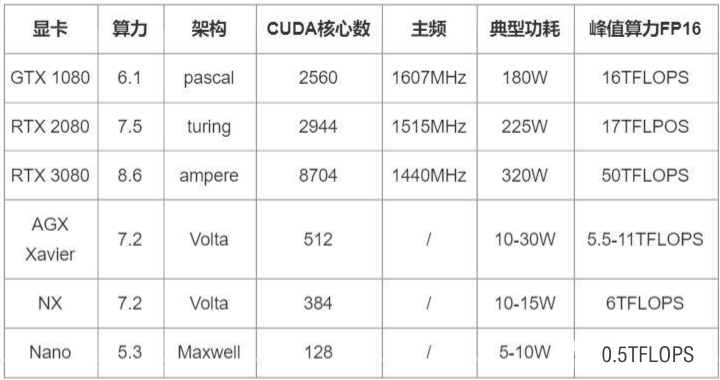 显卡 算力 架构 CUDA核心数 主频 典型功耗 峰值算力FP16
GTX 1080 6.1 pascal 2560 1607MHz 180W 16TFLOPS
RTX 2080 7.5 turing 2944 1515MHz 225W 17TFLPOS
RTX 3080 8.6 ampere 8704 1440MHz 320W 50TFLOPS
AGX
Xavier 7.2 Volta 512 / 10-30W 5.5-11TFLOPS
NX 7.2 Volta 384 / 10-15W 6TFLOPS
Nano 5.3 Maxwell 128 / 5-10W 0.5TFLOPS